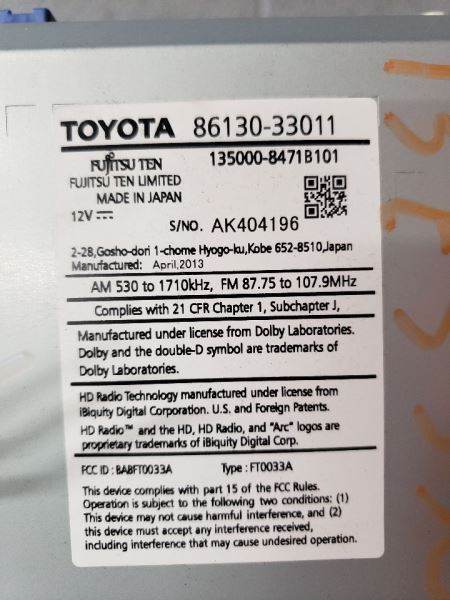 TOYOTA 86130-33011
FUJITSU TEN 135000-8471B101
FUJITSU TEN LIMITED
MADE IN JAPAN
12V⎓
S/NO. AK404196
2-28,Gosho-dori 1-chome Hyogo-ku,Kobe 652-8510,Japan
Manufactured: April,2013
AM 530 to 1710kHz, FM 87.75 to 107.9MHz
Complies with 21 CFR Chapter 1, Subchapter J,
Manufactured under license from Dolby Laboratories.
Dolby and the double-D symbol are trademarks of
Dolby Laboratories.
HD Radio Technology manufactured under license from
iBiquity Digital Corporation. U.S. and Foreign Patents.
HD Radio™ and the HD, HD Radio, and "Arc" logos are
proprietary trademarks of iBiquity Digital Corp.
FCC ID : BABFT0033A Type : FT0033A
This device complies with part 15 of the FCC Rules.
Operation is subject to the following two conditions: (1)
This device may not cause harmful interference, and (2)
this device must accept any interference received,
including interference that may cause undesired operation.